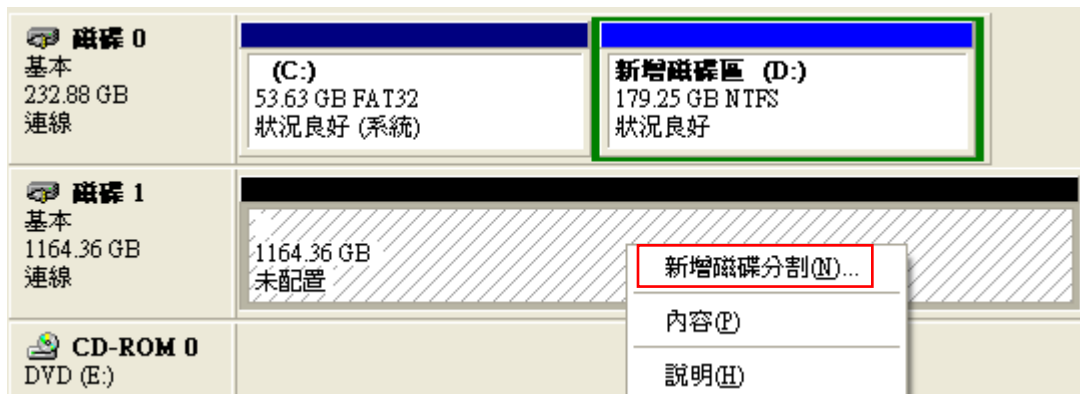 磁碟 0
基本
232.88 GB
連線
(C:)
53.63 GB FAT32
狀況良好 (系統)
新增磁碟區 (D:)
179.25 GB NTFS
狀況良好
磁碟 1
基本
1164.36 GB
連線
1164.36 GB
未配置
新增磁碟分割(N)...
內容(P)
說明(H)
CD-ROM 0
DVD (E:)